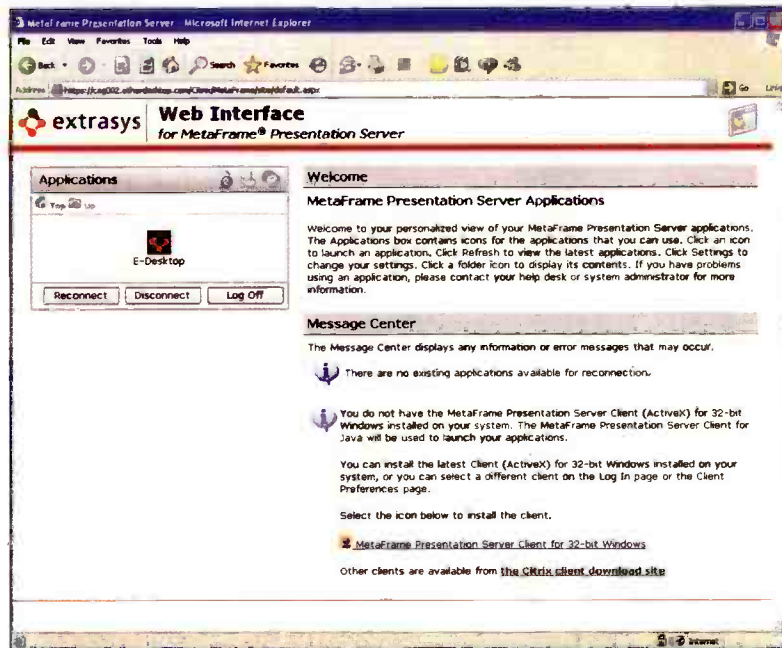 MetaFrame Presentation Server Microsoft Internet Explorer
File Edit View Favorites Tools Help
Back Search Favorites
Address Go
extrasys Web Interface
for MetaFrame® Presentation Server
Applications
Top Up
E-Desktop
Reconnect Disconnect Log Off
Welcome
MetaFrame Presentation Server Applications
Welcome to your personalized view of your MetaFrame Presentation Server applications.
The Applications box contains icons for the applications that you can use. Click an icon
to launch an application. Click Refresh to view the latest applications. Click Settings to
change your settings. Click a folder icon to display its contents. If you have problems
using an application, please contact your help desk or system administrator for more
information.
Message Center
The Message Center displays any information or error messages that may occur.
There are no existing applications available for reconnection.
You do not have the MetaFrame Presentation Server Client (ActiveX) for 32-bit
Windows installed on your system. The MetaFrame Presentation Server Client for
Java will be used to launch your applications.
You can install the latest Client (ActiveX) for 32-bit Windows installed on your
system, or you can select a different client on the Log In page or the Client
Preferences page.
Select the icon below to install the client.
MetaFrame Presentation Server Client for 32-bit Windows
Other clients are available from the Citrix client download site
Internet